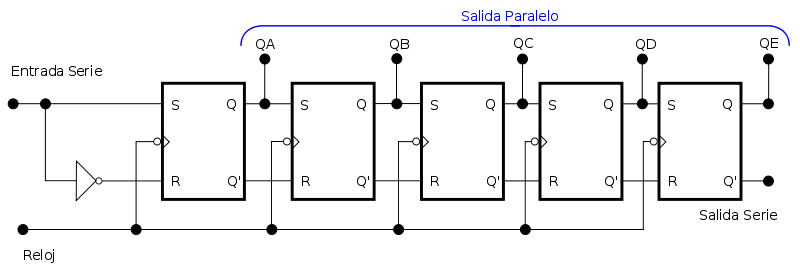 Salida Paralelo
QA QB QC QD QE
Entrada Serie
S Q S Q S Q S Q S Q
R Q' R Q' R Q' R Q' R Q'
Salida Serie
Reloj